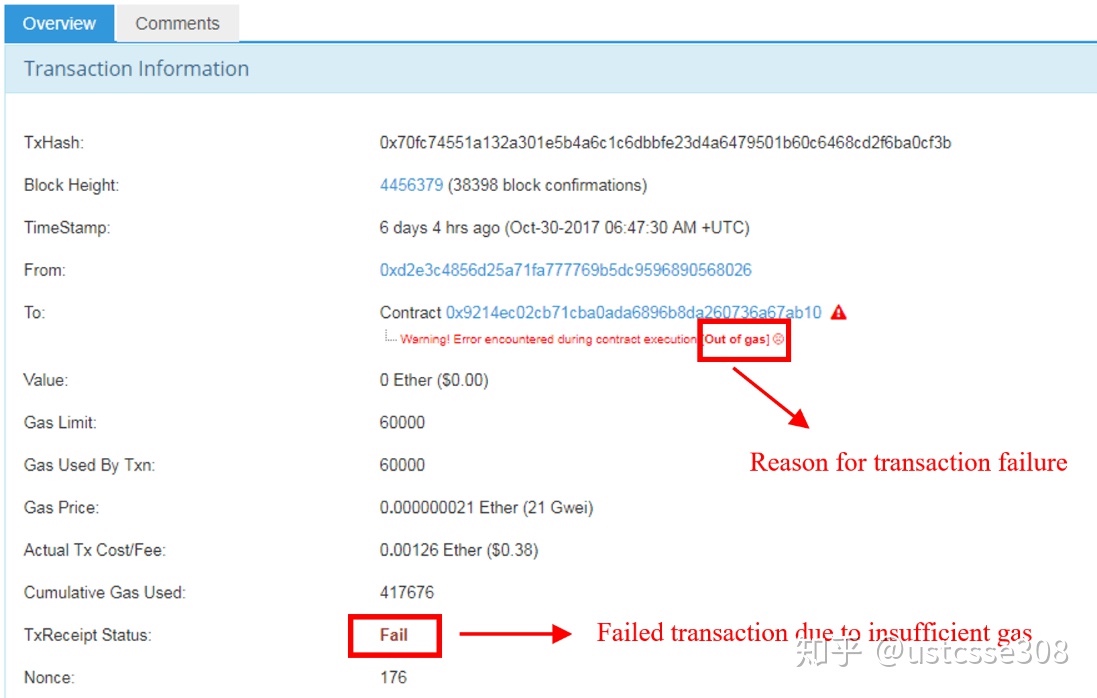 Overview Comments
Transaction Information
TxHash: 0x70fc74551a132a301e5b4a6c1c6dbbfe23d4a6479501b60c6468cd2f6ba0cf3b
Block Height: 4456379 (38398 block confirmations)
TimeStamp: 6 days 4 hrs ago (Oct-30-2017 06:47:30 AM +UTC)
From: 0xd2e3c4856d25a71fa777769b5dc9596890568026
To: Contract 0x9214ec02cb71cba0ada6896b8da260736a67ab10
Warning! Error encountered during contract execution [Out of gas]
Value: 0 Ether ($0.00)
Gas Limit: 60000
Reason for transaction failure
Gas Used By Txn: 60000
Gas Price: 0.000000021 Ether (21 Gwei)
Actual Tx Cost/Fee: 0.00126 Ether ($0.38)
Cumulative Gas Used: 417676
TxReceipt Status: Fail Failed transaction due to insufficient gas
知乎 @ustcsse308
Nonce: 176